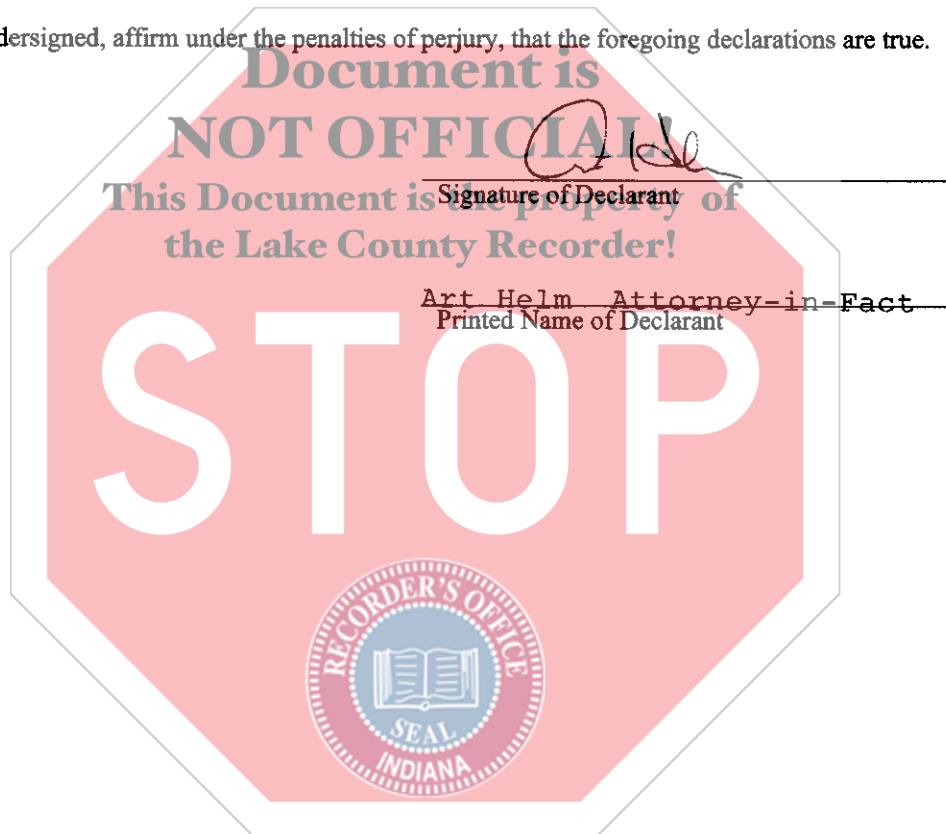 dersigned, affirm under the penalties of perjury, that the foregoing declarations are true.
Document is
NOT OFFICIAL!
This Document is the property of
the Lake County Recorder!
Signature of Declarant
Art Helm Attorney-in-Fact
Printed Name of Declarant
STOP
RECORDER'S OFFICE
SEAL
INDIANA